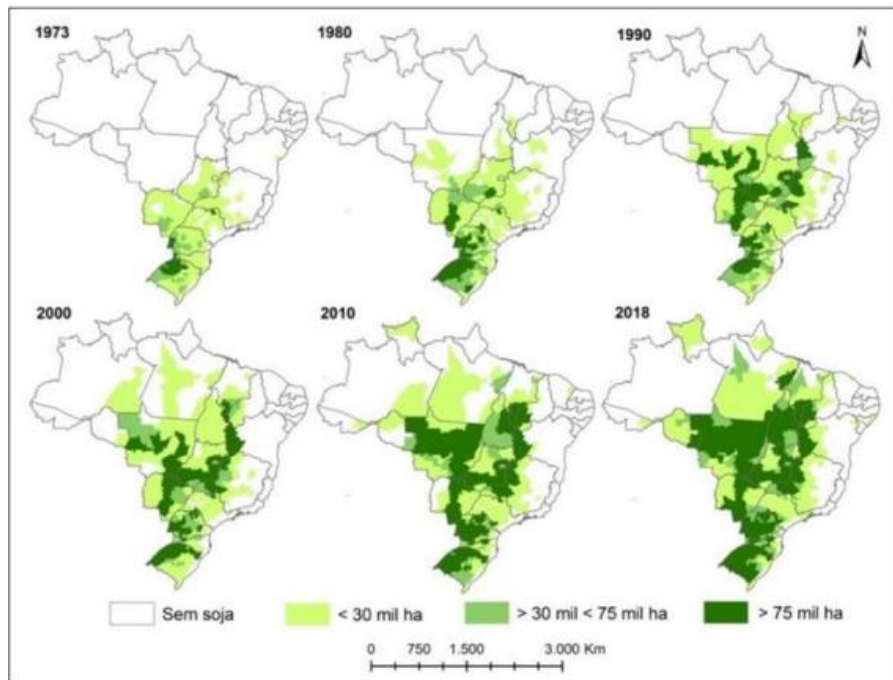 1973
1980
1990
N
2000
2010
2018
Sem soja
< 30 mil ha
> 30 mil < 75 mil ha
> 75 mil ha
0 750 1.500 3.000 Km